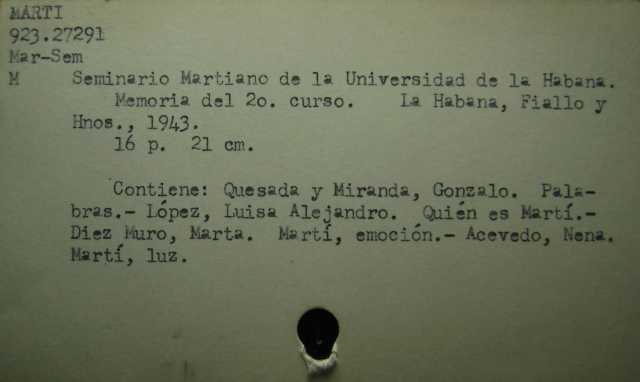 MARTI
923.27291
Mar-Sem
M Seminario Martiano de la Universidad de la Habana.
Memoria del 2o. curso. La Habana, Fiallo y
Hnos., 1943.
16 p. 21 cm.
Contiene: Quesada y Miranda, Gonzalo. Pala-
bras.- López, Luisa Alejandro. Quién es Martí.-
Diez Muro, Marta. Martí, emoción.- Acevedo, Nena.
Martí, luz.